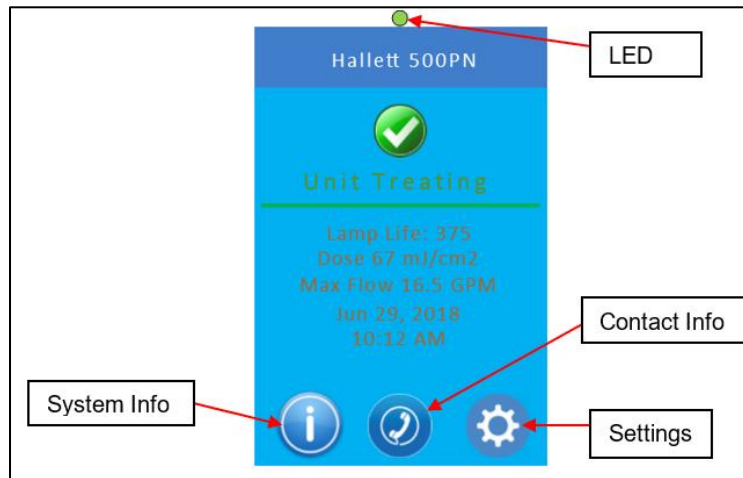 LED
Hallett 500PN
Unit Treating
Lamp Life: 375
Dose 67 mJ/cm2
Max Flow 16.5 GPM
Jun 29, 2018
10:12 AM
Contact Info
System Info
Settings